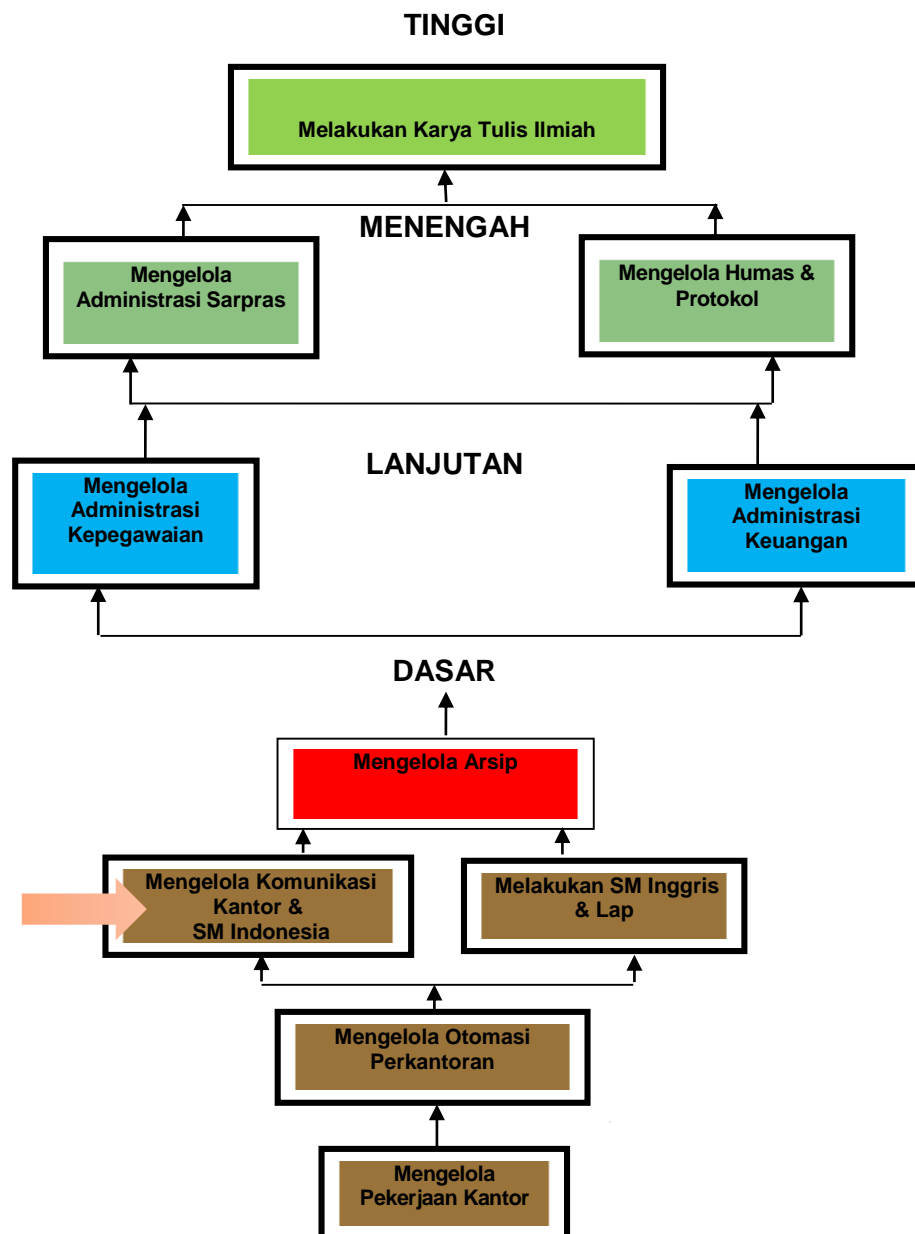 TINGGI
Melakukan Karya Tulis Ilmiah
MENENGAH
Mengelola
Administrasi Sarpras
Mengelola Humas &
Protokol
LANJUTAN
Mengelola
Administrasi
Kepegawaian
Mengelola
Administrasi
Keuangan
DASAR
Mengelola Arsip
Mengelola Komunikasi
Kantor &
SM Indonesia
Melakukan SM Inggris
& Lap
Mengelola Otomasi
Perkantoran
Mengelola
Pekerjaan Kantor